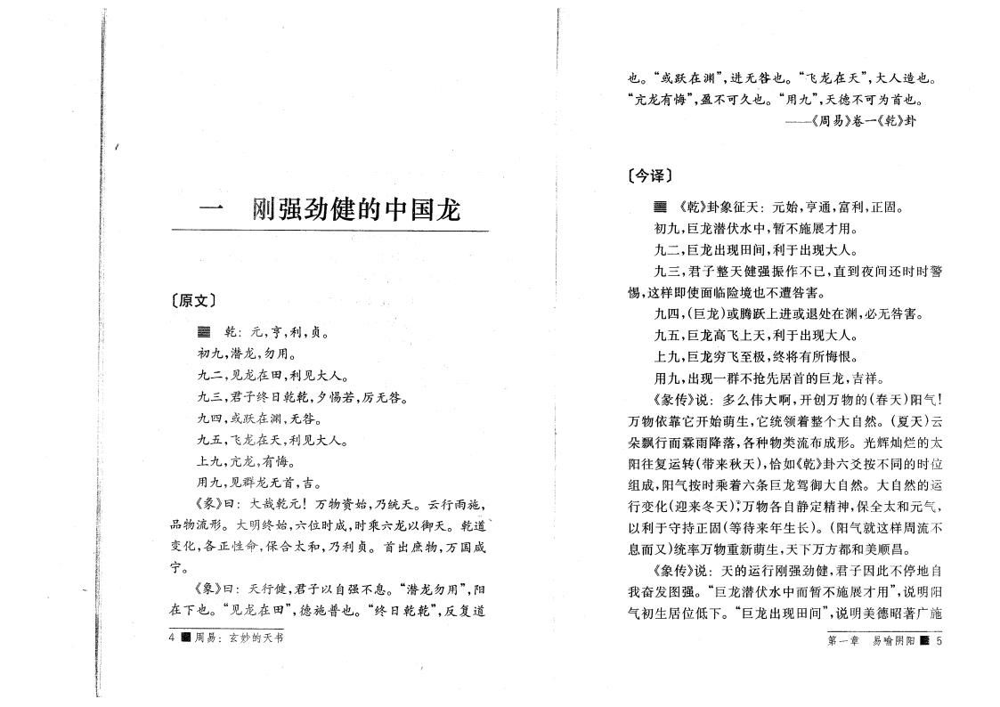 一 刚强劲健的中国龙
〔原文〕
䷀ 乾：元，亨，利，贞。
初九，潜龙，勿用。
九二，见龙在田，利见大人。
九三，君子终日乾乾，夕惕若，厉无咎。
九四，或跃在渊，无咎。
九五，飞龙在天，利见大人。
上九，亢龙，有悔。
用九，见群龙无首，吉。
《彖》曰：大哉乾元！万物资始，乃统天。云行雨施，
品物流形。大明终始，六位时成，时乘六龙以御天。乾道
变化，各正性命，保合太和，乃利贞。首出庶物，万国咸
宁。
《象》曰：天行健，君子以自强不息。“潜龙勿用”，阳
在下也。“见龙在田”，德施普也。“终日乾乾”，反复道
4 周易：玄妙的天书
也。“或跃在渊”，进无咎也。“飞龙在天”，大人造也。
“亢龙有悔”，盈不可久也。“用九”，天德不可为首也。
——《周易》卷一《乾》卦
〔今译〕
䷀ 《乾》卦象征天：元始，亨通，富利，正固。
初九，巨龙潜伏水中，暂不施展才用。
九二，巨龙出现田间，利于出现大人。
九三，君子整天健强振作不已，直到夜间还时时警
惕，这样即使面临险境也不遭咎害。
九四，(巨龙)或腾跃上进或退处在渊，必无咎害。
九五，巨龙高飞上天，利于出现大人。
上九，巨龙穷飞至极，终将有所悔恨。
用九，出现一群不抢先居首的巨龙，吉祥。
《彖传》说：多么伟大啊，开创万物的(春天)阳气！
万物依靠它开始萌生，它统领着整个大自然。(夏天)云
朵飘行而霖雨降落，各种物类流布成形。光辉灿烂的太
阳往复运转(带来秋天)，恰如《乾》卦六爻按不同的时位
组成，阳气按时乘着六条巨龙驾御大自然。大自然的运
行变化(迎来冬天)，万物各自静定精神，保全太和元气，
以利于守持正固(等待来年生长)。(阳气就这样周流不
息而又)统率万物重新萌生，天下万方都和美顺昌。
《象传》说：天的运行刚强劲健，君子因此不停地自
我奋发图强。“巨龙潜伏水中而暂不施展才用”，说明阳
气初生居位低下。“巨龙出现田间”，说明美德昭著广施
第一章 易喻阴阳 5